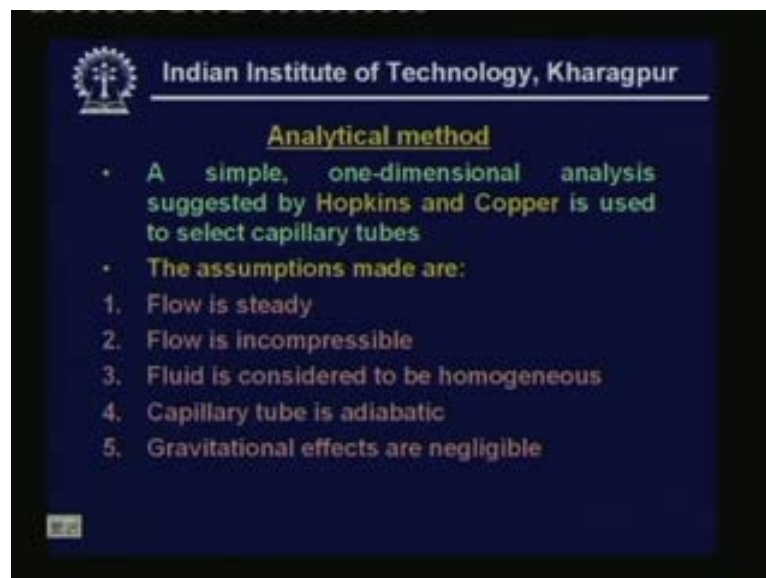 Indian Institute of Technology, Kharagpur
Analytical method
• A simple, one-dimensional analysis
suggested by Hopkins and Copper is used
to select capillary tubes
• The assumptions made are:
1. Flow is steady
2. Flow is incompressible
3. Fluid is considered to be homogeneous
4. Capillary tube is adiabatic
5. Gravitational effects are negligible